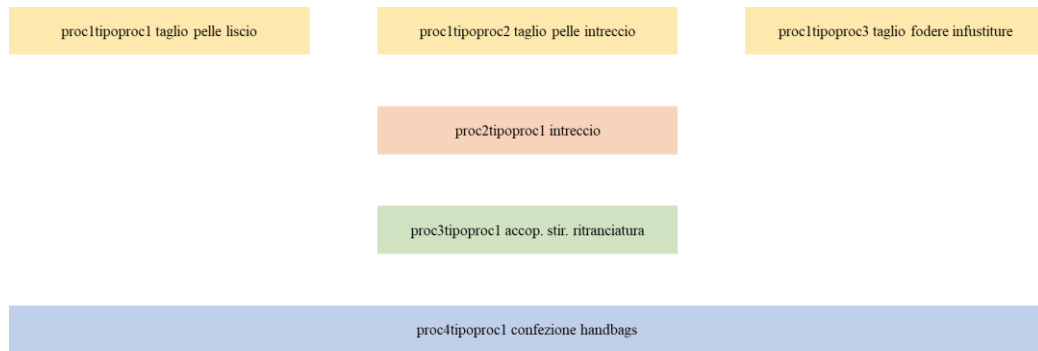 proc1tipoproc1 taglio pelle liscio
proc1tipoproc2 taglio pelle intreccio
proc1tipoproc3 taglio fodere infustiture
proc2tipoproc1 intreccio
proc3tipoproc1 accop. stir. ritranciatura
proc4tipoproc1 confezione handbags